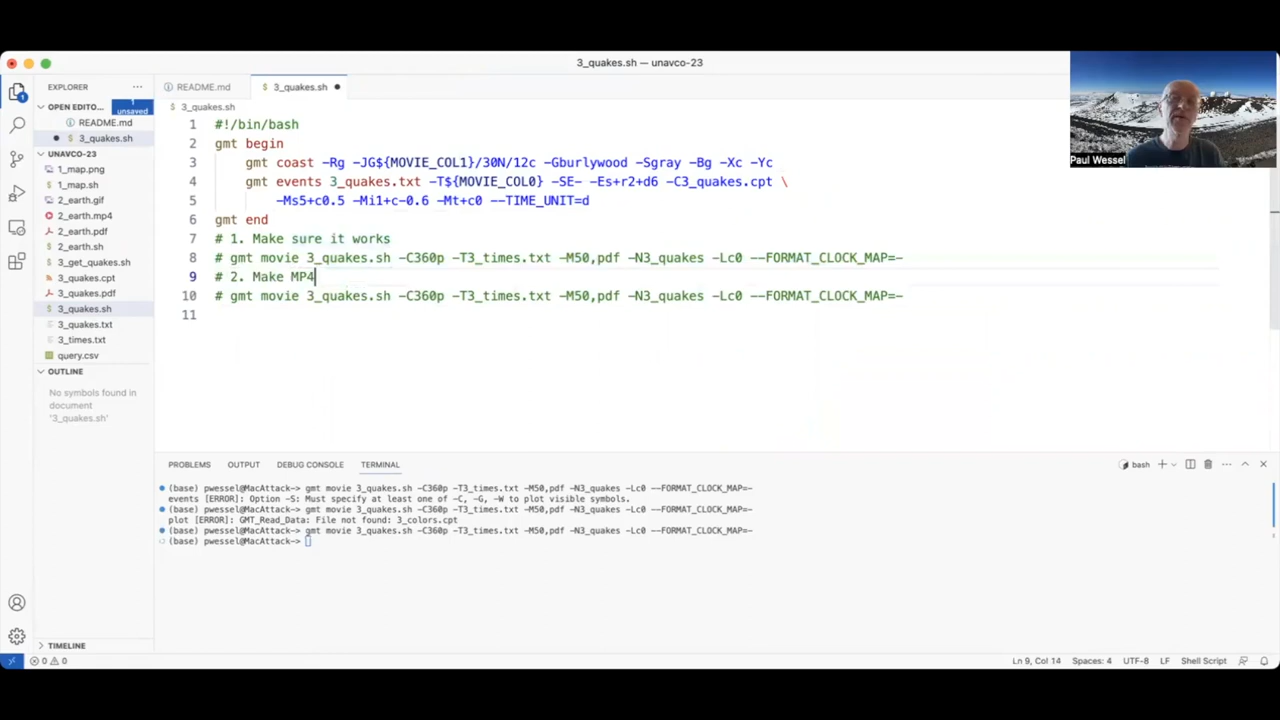 3_quakes.sh — unavco-23
EXPLORER
OPEN EDITO...
1 unsaved
README.md
3_quakes.sh
UNAVCO-23
1_map.png
1_map.sh
2_earth.gif
2_earth.mp4
2_earth.pdf
2_earth.sh
3_get_quakes.sh
3_quakes.cpt
3_quakes.pdf
3_quakes.sh
3_quakes.txt
3_times.txt
query.csv
OUTLINE
No symbols found in
document
'3_quakes.sh'
TIMELINE
README.md
3_quakes.sh
3_quakes.sh
1 #!/bin/bash
2 gmt begin
3 gmt coast -Rg -JG${MOVIE_COL1}/30N/12c -Gburlywood -Sgray -Bg -Xc -Yc
4 gmt events 3_quakes.txt -T${MOVIE_COL0} -SE- -Es+r2+d6 -C3_quakes.cpt \
5 -Ms5+c0.5 -Mi1+c-0.6 -Mt+c0 --TIME_UNIT=d
6 gmt end
7 # 1. Make sure it works
8 # gmt movie 3_quakes.sh -C360p -T3_times.txt -M50,pdf -N3_quakes -Lc0 --FORMAT_CLOCK_MAP=-
9 # 2. Make MP4
10 # gmt movie 3_quakes.sh -C360p -T3_times.txt -M50,pdf -N3_quakes -Lc0 --FORMAT_CLOCK_MAP=-
11
Paul Wessel
PROBLEMS OUTPUT DEBUG CONSOLE TERMINAL
bash
(base) pwessel@MacAttack-> gmt movie 3_quakes.sh -C360p -T3_times.txt -M50,pdf -N3_quakes -Lc0 --FORMAT_CLOCK_MAP=-
events [ERROR]: Option -S: Must specify at least one of -C, -G, -W to plot visible symbols.
(base) pwessel@MacAttack-> gmt movie 3_quakes.sh -C360p -T3_times.txt -M50,pdf -N3_quakes -Lc0 --FORMAT_CLOCK_MAP=-
plot [ERROR]: GMT_Read_Data: File not found: 3_colors.cpt
(base) pwessel@MacAttack-> gmt movie 3_quakes.sh -C360p -T3_times.txt -M50,pdf -N3_quakes -Lc0 --FORMAT_CLOCK_MAP=-
(base) pwessel@MacAttack->
0 0
Ln 9, Col 14 Spaces: 4 UTF-8 LF Shell Script